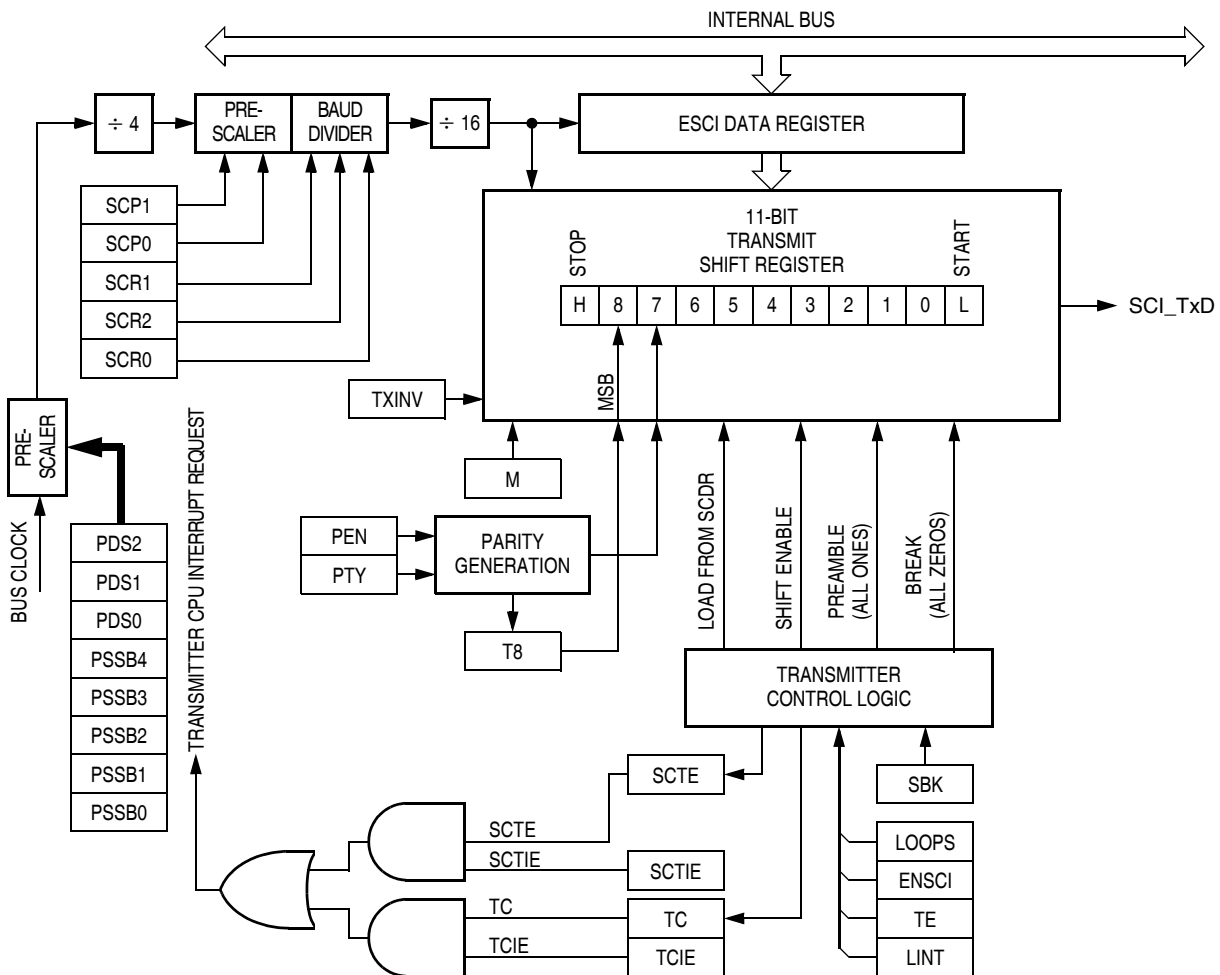 INTERNAL BUS
÷ 4
PRE-
SCALER
BAUD
DIVIDER
÷ 16
ESCI DATA REGISTER
SCP1
SCP0
SCR1
SCR2
SCR0
11-BIT
TRANSMIT
SHIFT REGISTER
STOP
START
H 8 7 6 5 4 3 2 1 0 L
SCI_TxD
MSB
TXINV
M
PRE-
SCALER
BUS CLOCK
PDS2
PDS1
PDS0
PSSB4
PSSB3
PSSB2
PSSB1
PSSB0
TRANSMITTER CPU INTERRUPT REQUEST
PEN
PTY
PARITY
GENERATION
T8
LOAD FROM SCDR
SHIFT ENABLE
PREAMBLE
(ALL ONES)
BREAK
(ALL ZEROS)
TRANSMITTER
CONTROL LOGIC
SCTE
SBK
SCTE
SCTIE
SCTIE
TC
TC
TCIE
TCIE
LOOPS
ENSCI
TE
LINT